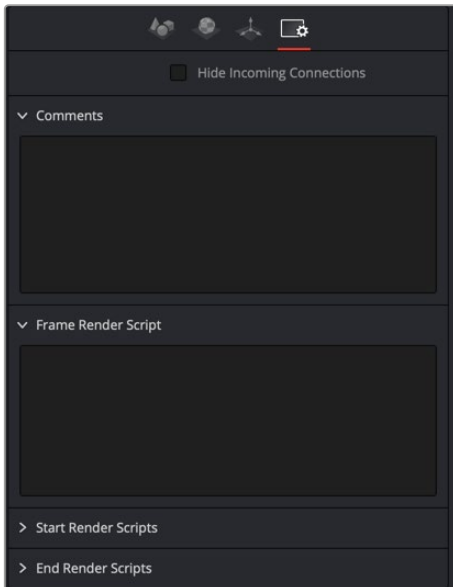 Hide Incoming Connections
Comments
Frame Render Script
Start Render Scripts
End Render Scripts